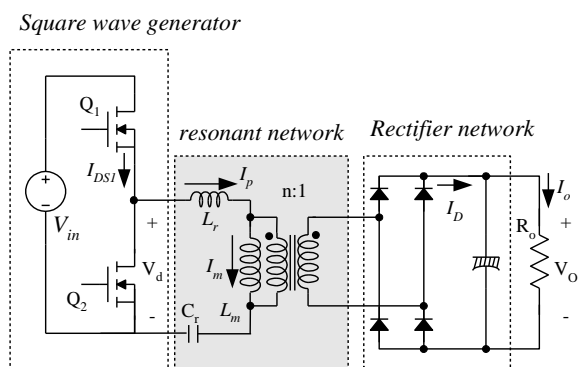 Square wave generator
resonant network
Rectifier network
Q1
IDS1
Vin
+
Vd
-
Q2
Ip
Lr
n:1
Im
Lm
Cr
ID
Io
Ro
+
VO
-
+
-